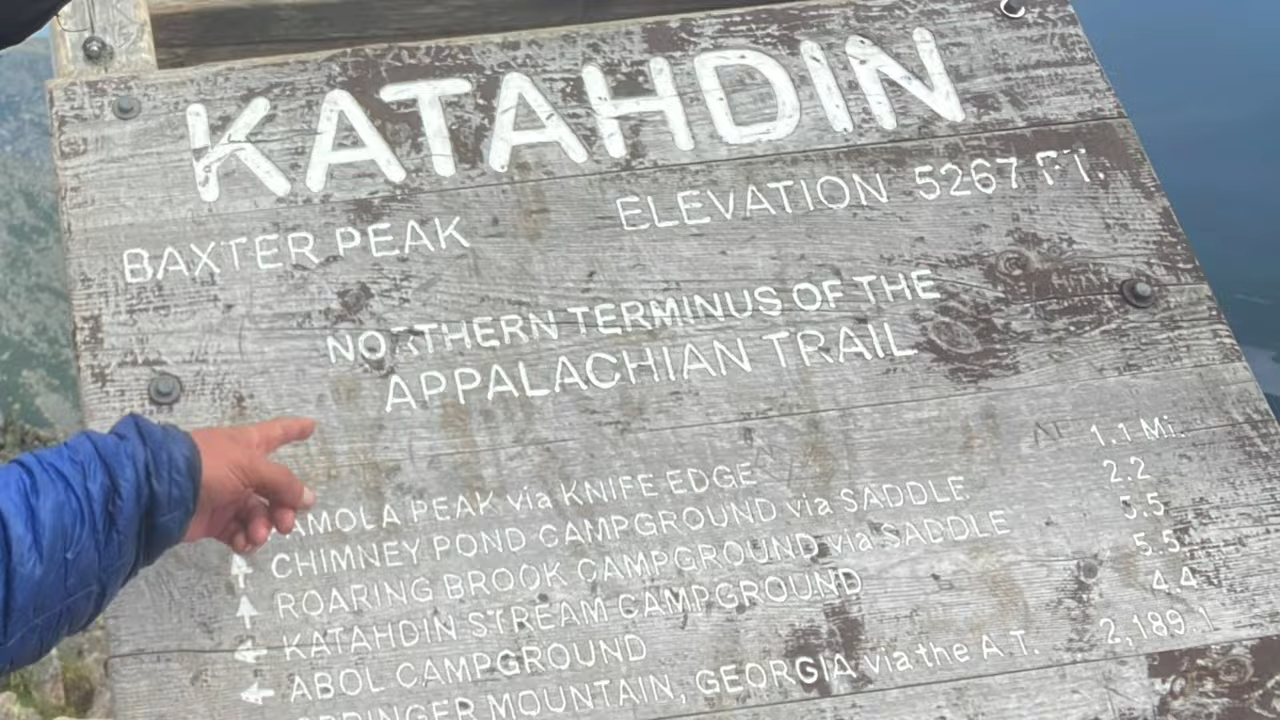 KATAHDIN
BAXTER PEAK ELEVATION 5267 FT.
NORTHERN TERMINUS OF THE
APPALACHIAN TRAIL
PEAK via KNIFE EDGE 1.1 Mi.
CHIMNEY POND CAMPGROUND via SADDLE 2.2
ROARING BROOK CAMPGROUND via SADDLE 5.5
KATAHDIN STREAM CAMPGROUND 5.5
ABOL CAMPGROUND 4.4
MOUNTAIN, GEORGIA via the A.T. 2,189.1